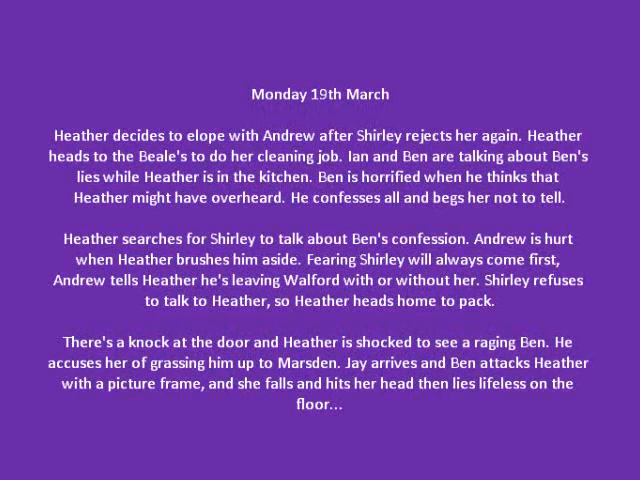 Monday 19th March
Heather decides to elope with Andrew after Shirley rejects her again. Heather
heads to the Beale's to do her cleaning job. Ian and Ben are talking about Ben's
lies while Heather is in the kitchen. Ben is horrified when he thinks that
Heather might have overheard. He confesses all and begs her not to tell.
Heather searches for Shirley to talk about Ben's confession. Andrew is hurt
when Heather brushes him aside. Fearing Shirley will always come first,
Andrew tells Heather he's leaving Walford with or without her. Shirley refuses
to talk to Heather, so Heather heads home to pack.
There's a knock at the door and Heather is shocked to see a raging Ben. He
accuses her of grassing him up to Marsden. Jay arrives and Ben attacks Heather
with a picture frame, and she falls and hits her head then lies lifeless on the
floor...